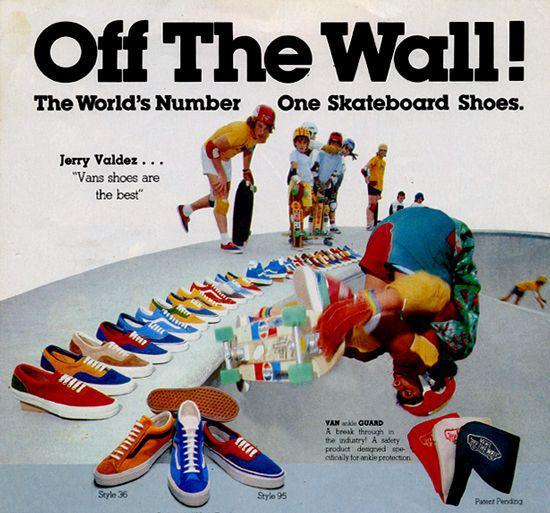 Off The Wall!
The World's Number One Skateboard Shoes.
Jerry Valdez . . .
"Vans shoes are
the best"
VAN ankle GUARD
A break through in
the industry! A safety
product designed spe-
cifically for ankle protection.
Style 36
Style 95
Patent Pending